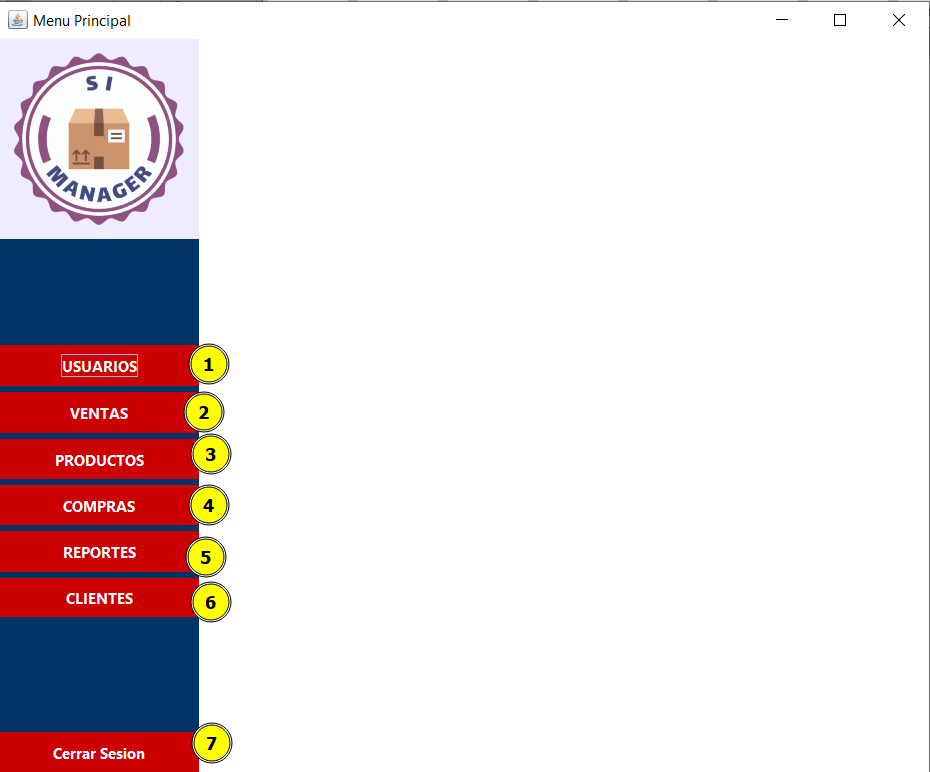 Menu Principal
S I
MANAGER
USUARIOS 1
VENTAS 2
PRODUCTOS 3
COMPRAS 4
REPORTES 5
CLIENTES 6
Cerrar Sesion 7